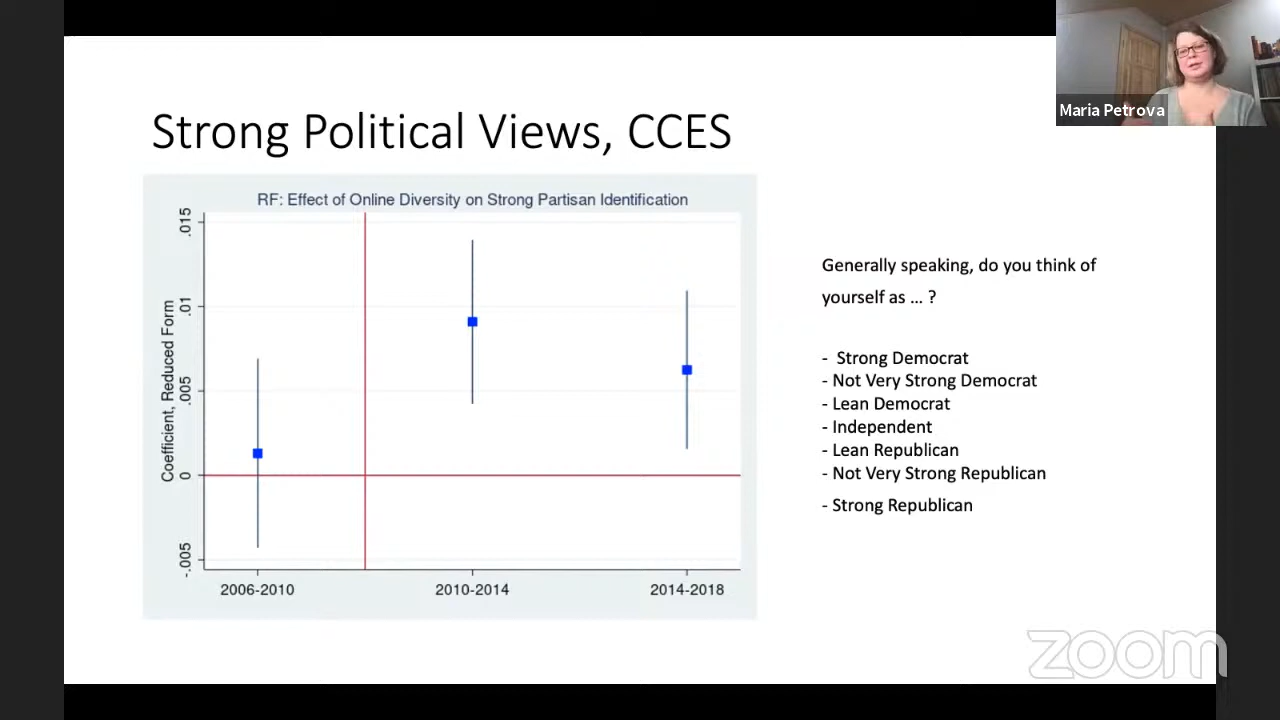 Maria Petrova
Strong Political Views, CCES
RF: Effect of Online Diversity on Strong Partisan Identification
Coefficient, Reduced Form
.015
.01
.005
0
-.005
2006-2010
2010-2014
2014-2018
Generally speaking, do you think of
yourself as ... ?
- Strong Democrat
- Not Very Strong Democrat
- Lean Democrat
- Independent
- Lean Republican
- Not Very Strong Republican
- Strong Republican
zoom